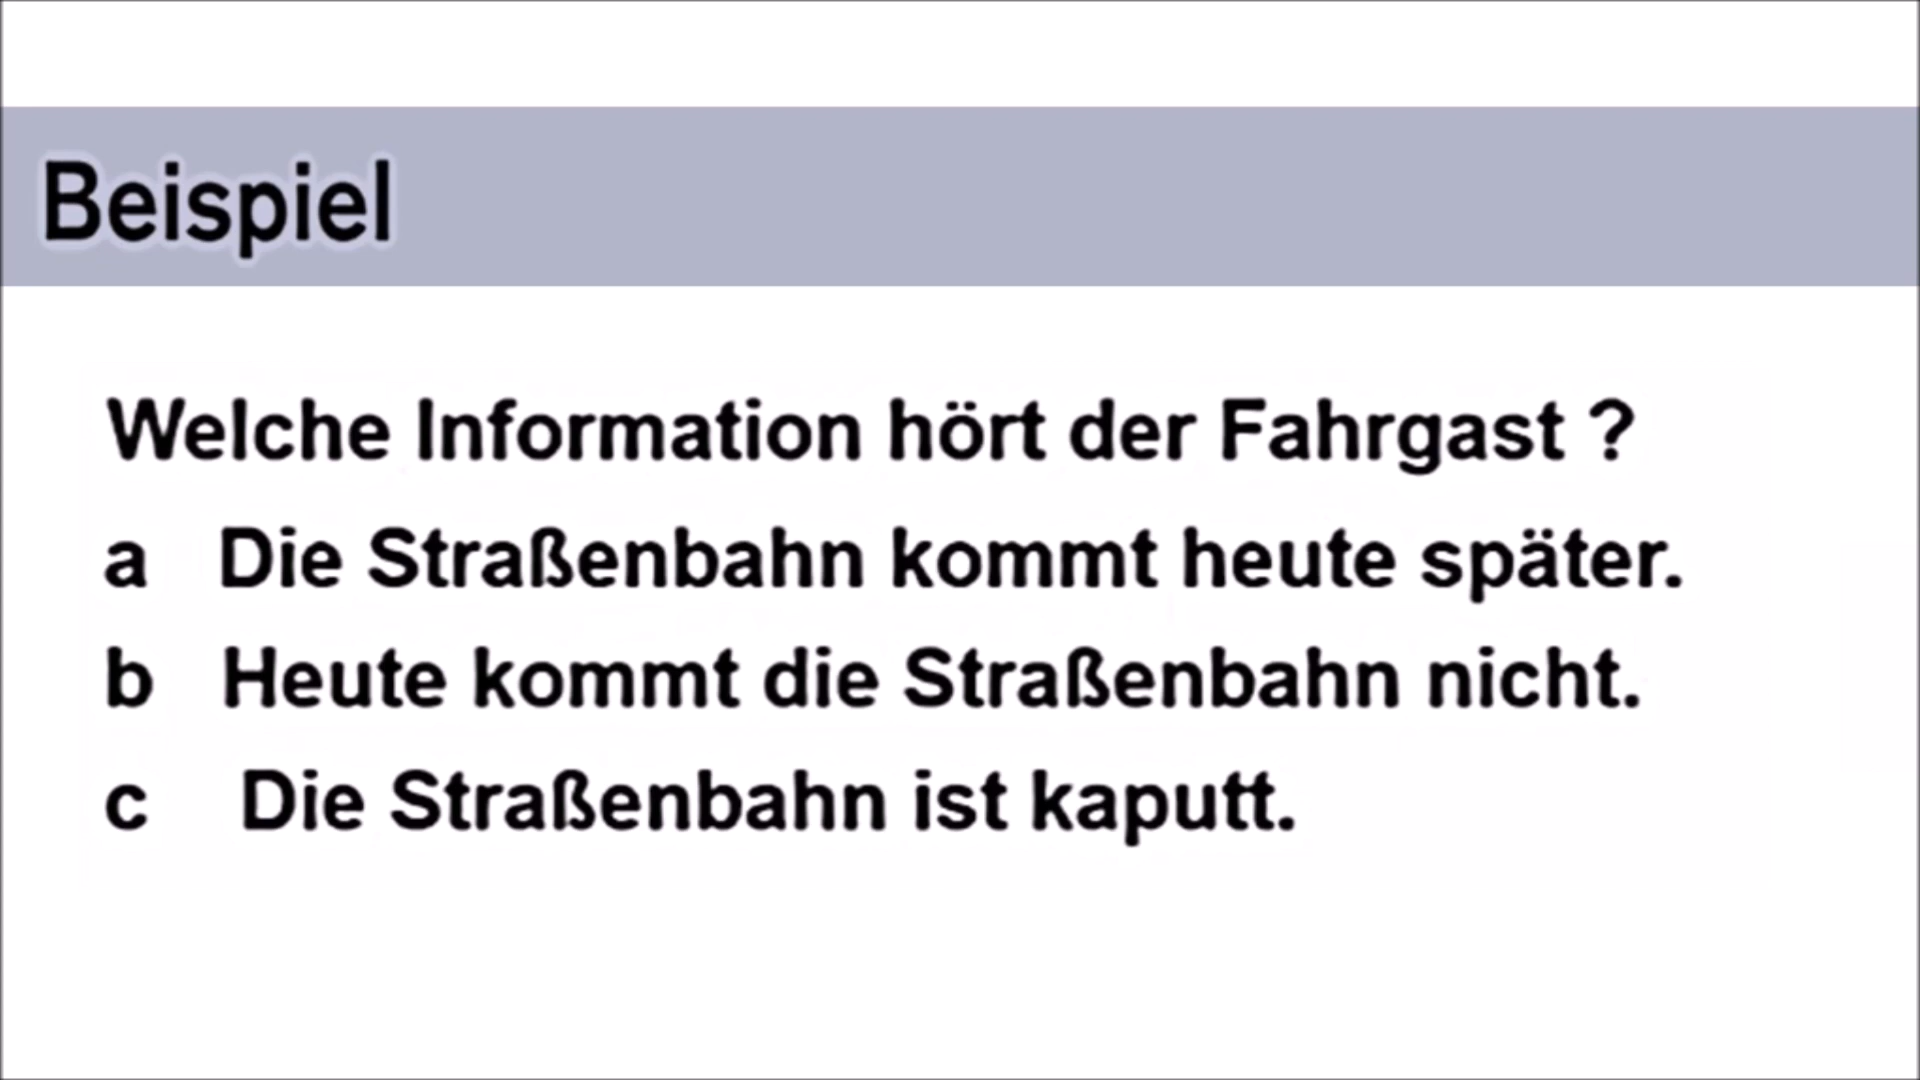 Beispiel
Welche Information hört der Fahrgast ?
a Die Straßenbahn kommt heute später.
b Heute kommt die Straßenbahn nicht.
c Die Straßenbahn ist kaputt.